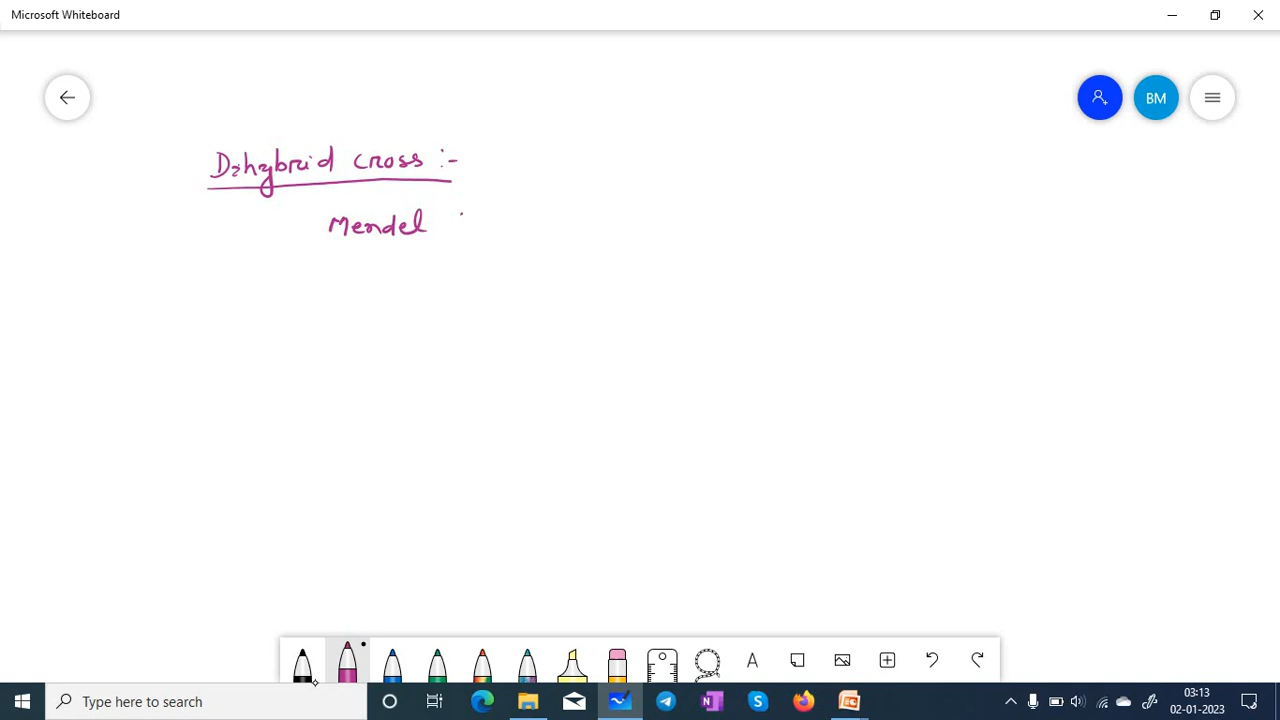 Microsoft Whiteboard
BM
Dihybrid cross :-
Mendel
A
Type here to search
03:13
02-01-2023